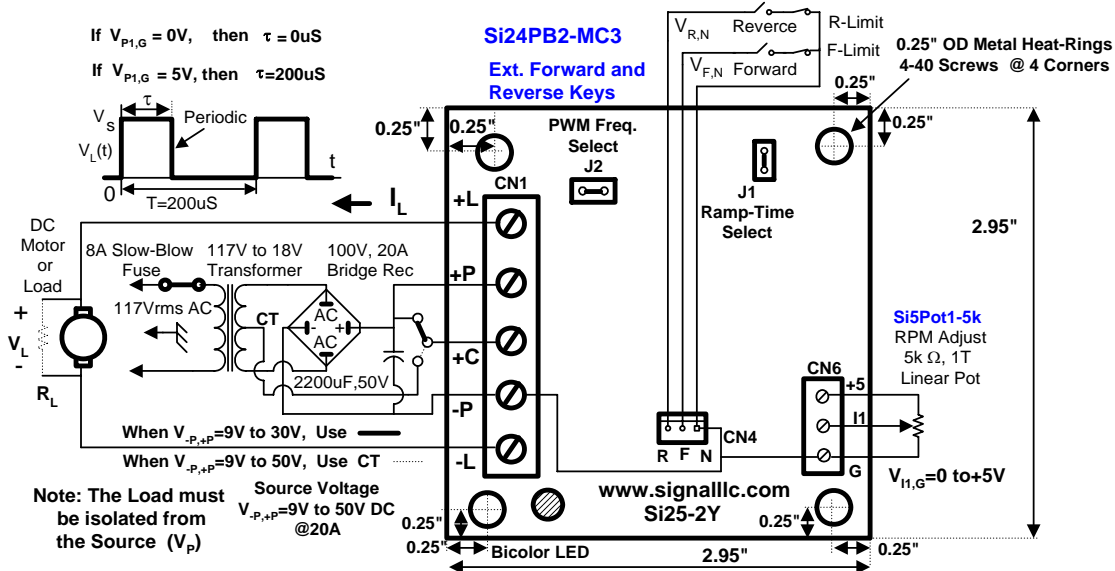 If V_P1,G = 0V, then τ = 0uS
If V_P1,G = 5V, then τ=200uS
V_S
τ
Periodic
V_L(t)
t
0
T=200uS
Si24PB2-MC3
Ext. Forward and
Reverse Keys
V_R,N
Reverce
R-Limit
F-Limit
V_F,N
Forward
0.25" OD Metal Heat-Rings
4-40 Screws @ 4 Corners
0.25"
0.25"
0.25"
0.25"
PWM Freq.
Select
J2
J1
Ramp-Time
Select
CN1
+L
+P
+C
-P
-L
I_L
2.95"
DC
Motor
or
Load
8A Slow-Blow
Fuse
117V to 18V
Transformer
100V, 20A
Bridge Rec
117Vrms AC
CT
AC
- +
AC
2200uF,50V
+
V_L
-
R_L
Si5Pot1-5k
RPM Adjust
5k Ω, 1T
Linear Pot
CN6
+5
I1
G
V_I1,G=0 to+5V
CN4
R F N
When V_-P,+P=9V to 30V, Use
When V_-P,+P=9V to 50V, Use CT
Note: The Load must
be isolated from
the Source (V_P)
Source Voltage
V_-P,+P=9V to 50V DC
@20A
www.signalllc.com
Si25-2Y
0.25"
0.25"
0.25"
0.25"
Bicolor LED
2.95"